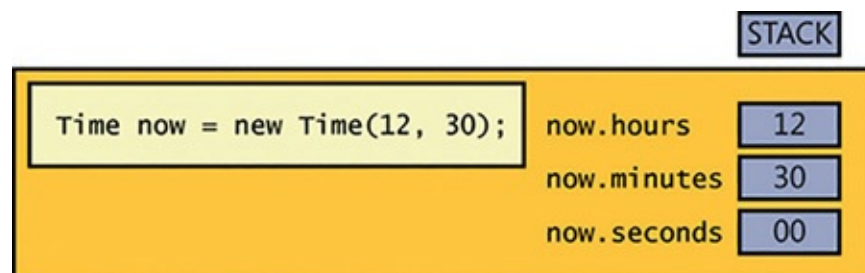 STACK
Time now = new Time(12, 30);
now.hours 12
now.minutes 30
now.seconds 00